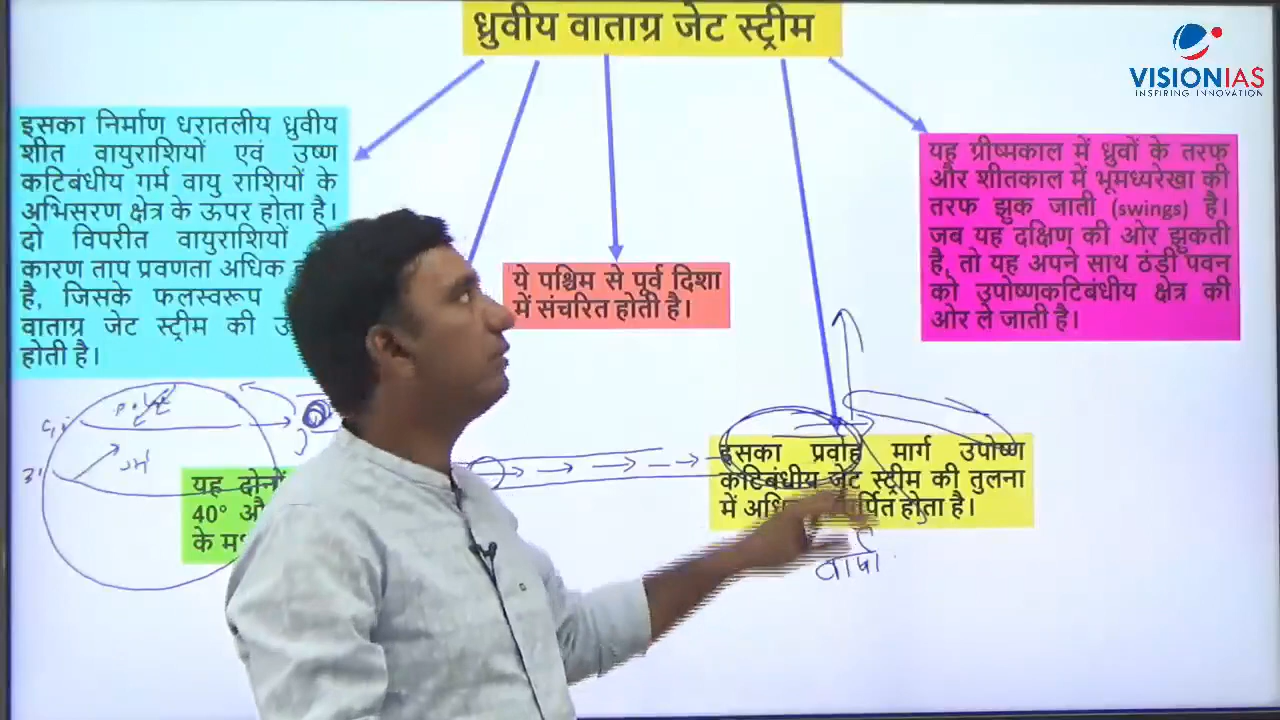 ध्रुवीय वाताग्र जेट स्ट्रीम
VISIONIAS
INSPIRING INNOVATION
इसका निर्माण धरातलीय ध्रुवीय
शीत वायुराशियों एवं उष्ण
कटिबंधीय गर्म वायु राशियों के
अभिसरण क्षेत्र के ऊपर होता है।
दो विपरीत वायुराशियों
कारण ताप प्रवणता अधिक
है, जिसके फलस्वरूप
वाताग्र जेट स्ट्रीम की
होती है।
यह दोनों
40°
के
ये पश्चिम से पूर्व दिशा
में संचरित होती है।
इसका प्रवाह मार्ग उपोष्ण
कटिबंधीय जेट स्ट्रीम की तुलना
में होता है।
वर्षा
यह ग्रीष्मकाल में ध्रुवों के तरफ
और शीतकाल में भूमध्यरेखा की
तरफ झुक जाती (swings) है।
जब यह दक्षिण की ओर झुकती
है, तो यह अपने साथ ठंड़ी पवन
को उपोष्णकटिबंधीय क्षेत्र की
ओर ले जाती है।